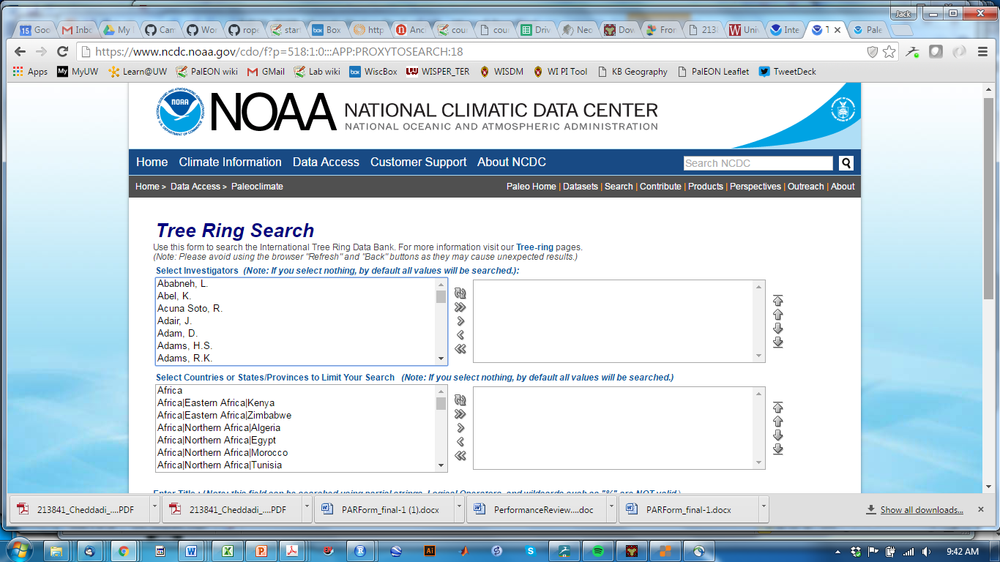 Jack
15 Goo
Inbo
My
Can
Wor
rope
start
Box
http
Anc
cour
cour
Driv
Neo
Dov
Fron
213
Univ
Inte
T
Pale
https://www.ncdc.noaa.gov/cdo/f?p=518:1:0:::APP:PROXYTOSEARCH:18
Apps MyUW Learn@UW PalEON wiki GMail Lab wiki WiscBox WISPER_TER WISDM WI PI Tool KB Geography PalEON Leaflet TweetDeck
NOAA NATIONAL CLIMATIC DATA CENTER
NATIONAL OCEANIC AND ATMOSPHERIC ADMINISTRATION
Home Climate Information Data Access Customer Support About NCDC Search NCDC
Home > Data Access > Paleoclimate Paleo Home | Datasets | Search | Contribute | Products | Perspectives | Outreach | About
Tree Ring Search
Use this form to search the International Tree Ring Data Bank. For more information visit our Tree-ring pages.
(Note: Please avoid using the browser "Refresh" and "Back" buttons as they may cause unexpected results.)
Select Investigators (Note: If you select nothing, by default all values will be searched.):
Ababneh, L.
Abel, K.
Acuna Soto, R.
Adair, J.
Adam, D.
Adams, H.S.
Adams, R.K.
Select Countries or States/Provinces to Limit Your Search (Note: If you select nothing, by default all values will be searched.)
Africa
Africa|Eastern Africa|Kenya
Africa|Eastern Africa|Zimbabwe
Africa|Northern Africa|Algeria
Africa|Northern Africa|Egypt
Africa|Northern Africa|Morocco
Africa|Northern Africa|Tunisia
Enter Title : (Note: this field can be searched using partial strings. Logical Operators, and wildcards such as "%" are NOT valid.)
213841_Cheddadi_....PDF 213841_Cheddadi_....PDF PARForm_final-1 (1).docx PerformanceReview....doc PARForm_final-1.docx Show all downloads...
9:42 AM